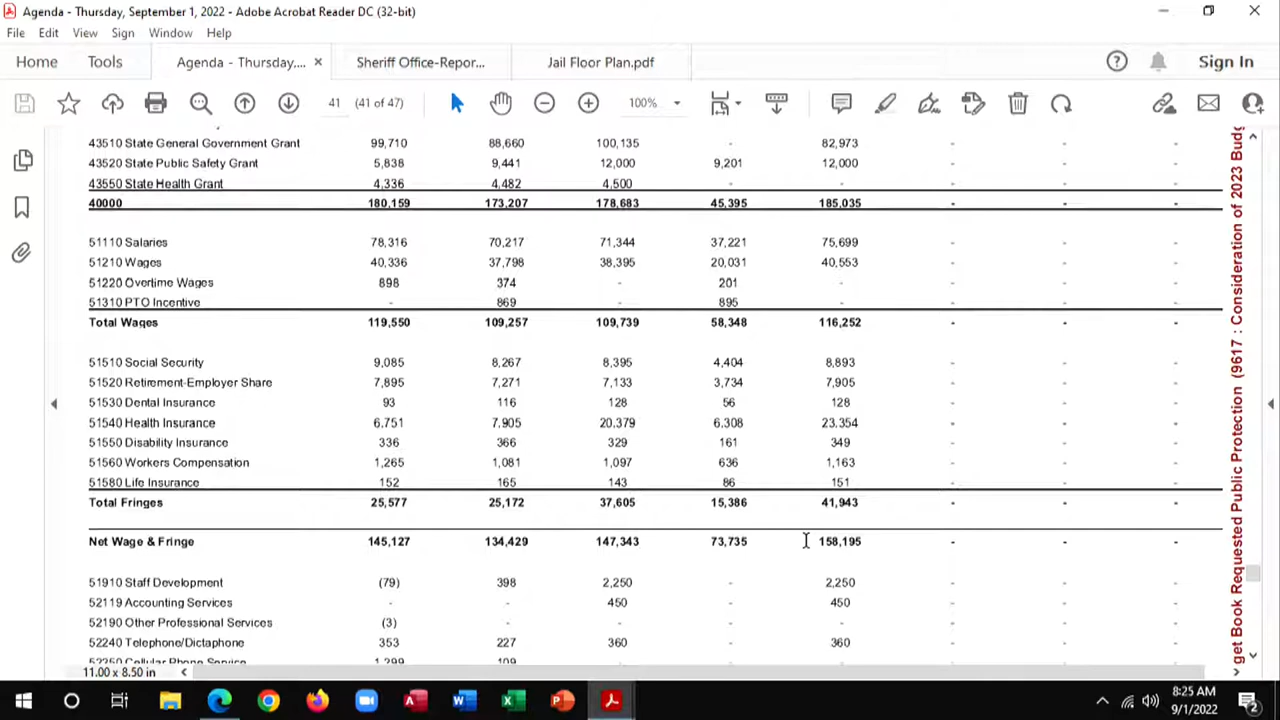 Agenda - Thursday, September 1, 2022 - Adobe Acrobat Reader DC (32-bit)
File Edit View Sign Window Help
Home Tools Agenda - Thursday,... × Sheriff Office-Repor... Jail Floor Plan.pdf Sign In
41 (41 of 47) 100%
43510 State General Government Grant 99,710 88,660 100,135 - 82,973
43520 State Public Safety Grant 5,838 9,441 12,000 9,201 12,000 - - -
43550 State Health Grant 4,336 4,482 4,500 - - - - -
40000 180,159 173,207 178,683 45,395 185,035 - - -
51110 Salaries 78,316 70,217 71,344 37,221 75,699 - - -
51210 Wages 40,336 37,798 38,395 20,031 40,553 - - -
51220 Overtime Wages 898 374 - 201 - - - -
51310 PTO Incentive - 869 - 895 - - - -
Total Wages 119,550 109,257 109,739 58,348 116,252 - - -
51510 Social Security 9,085 8,267 8,395 4,404 8,893 - - -
51520 Retirement-Employer Share 7,895 7,271 7,133 3,734 7,905 - - -
51530 Dental Insurance 93 116 128 56 128 - - -
51540 Health Insurance 6,751 7,905 20,379 6,308 23,354 - - -
51550 Disability Insurance 336 366 329 161 349 - - -
51560 Workers Compensation 1,265 1,081 1,097 636 1,163 - - -
51580 Life Insurance 152 165 143 86 151 - - -
Total Fringes 25,577 25,172 37,605 15,386 41,943 - - -
Net Wage & Fringe 145,127 134,429 147,343 73,735 158,195 - - -
51910 Staff Development (79) 398 2,250 - 2,250 - - -
52119 Accounting Services - - 450 - 450 - - -
52190 Other Professional Services (3) - - - - - - -
52240 Telephone/Dictaphone 353 227 360 - 360 - - -
52250 Cellular Phone Service 1,299 109
get Book Requested Public Protection (9617 : Consideration of 2023 Budg
11.00 x 8.50 in
8:25 AM
9/1/2022
2